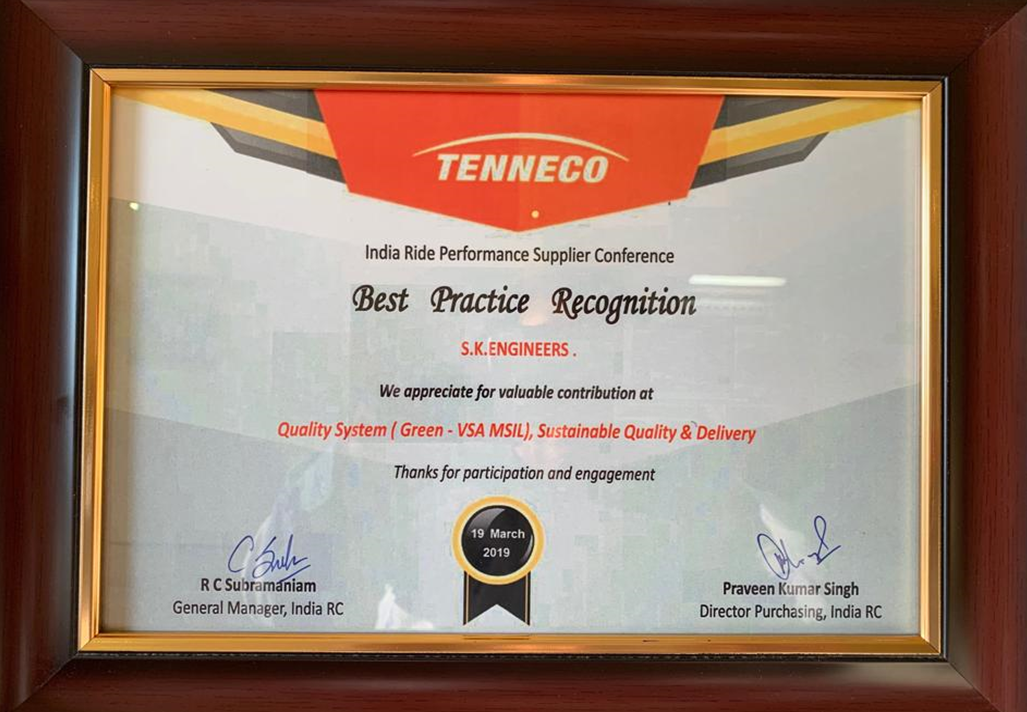 TENNECO
India Ride Performance Supplier Conference
Best Practice Recognition
S.K.ENGINEERS .
We appreciate for valuable contribution at
Quality System ( Green - VSA MSIL), Sustainable Quality & Delivery
Thanks for participation and engagement
19 March
2019
R C Subramaniam
General Manager, India RC
Praveen Kumar Singh
Director Purchasing, India RC